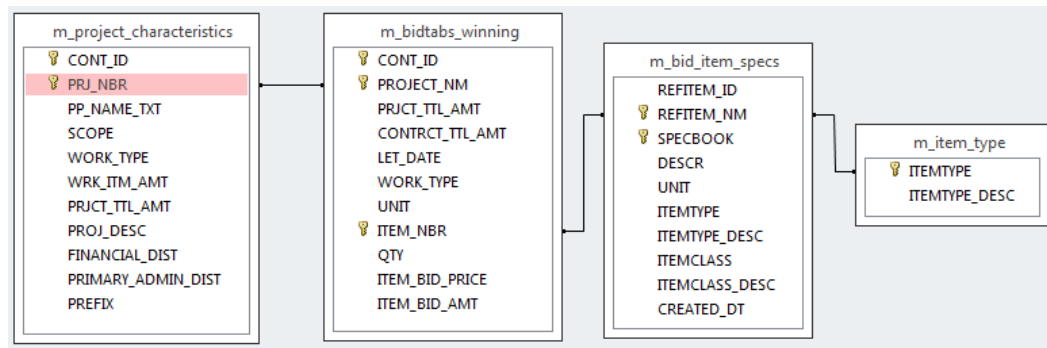 m_project_characteristics
CONT_ID
PRJ_NBR
PP_NAME_TXT
SCOPE
WORK_TYPE
WRK_ITM_AMT
PRJCT_TTL_AMT
PROJ_DESC
FINANCIAL_DIST
PRIMARY_ADMIN_DIST
PREFIX
m_bidtabs_winning
CONT_ID
PROJECT_NM
PRJCT_TTL_AMT
CONTRCT_TTL_AMT
LET_DATE
WORK_TYPE
UNIT
ITEM_NBR
QTY
ITEM_BID_PRICE
ITEM_BID_AMT
m_bid_item_specs
REFITEM_ID
REFITEM_NM
SPECBOOK
DESCR
UNIT
ITEMTYPE
ITEMTYPE_DESC
ITEMCLASS
ITEMCLASS_DESC
CREATED_DT
m_item_type
ITEMTYPE
ITEMTYPE_DESC